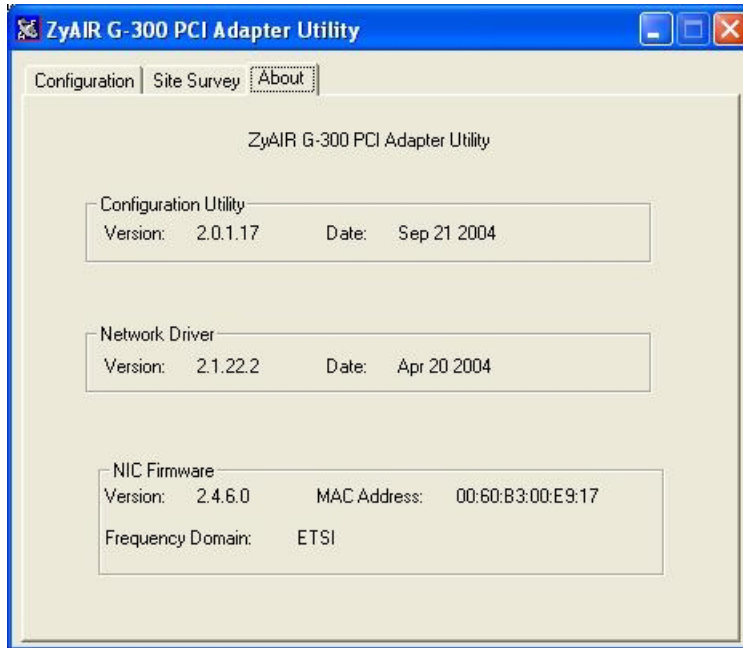 ZyAIR G-300 PCI Adapter Utility
Configuration Site Survey About
ZyAIR G-300 PCI Adapter Utility
Configuration Utility
Version: 2.0.1.17 Date: Sep 21 2004
Network Driver
Version: 2.1.22.2 Date: Apr 20 2004
NIC Firmware
Version: 2.4.6.0 MAC Address: 00:60:B3:00:E9:17
Frequency Domain: ETSI